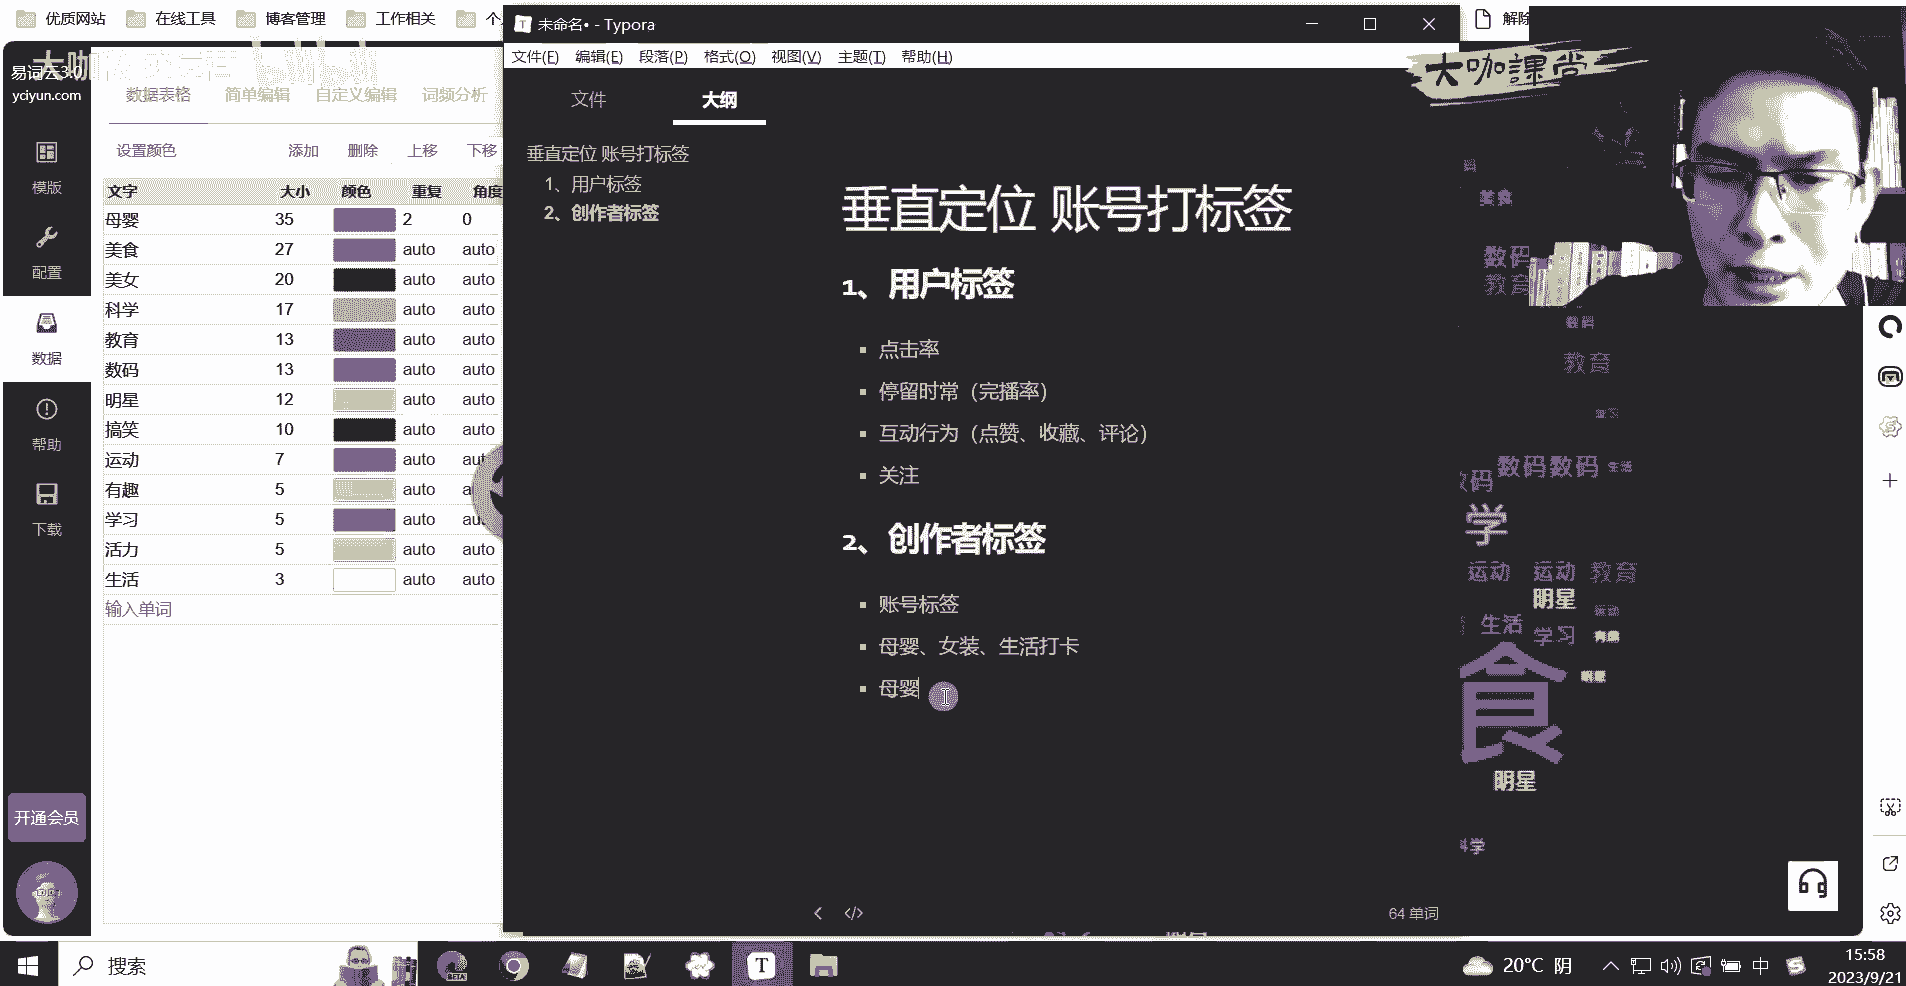 优质网站
在线工具
博客管理
工作相关
个
未命名• - Typora
解除
文件(F) 编辑(E) 段落(P) 格式(O) 视图(V) 主题(T) 帮助(H)
易词云3.0
yciyun.com
大咖课堂
数据表格 简单编辑 自定义编辑 词频分析
设置颜色 添加 删除 上移 下移
文字 大小 颜色 重复 角度
母婴 35 2 0
美食 27 auto auto
美女 20 auto auto
科学 17 auto auto
教育 13 auto auto
数码 13 auto auto
明星 12 auto auto
搞笑 10 auto auto
运动 7 auto auto
有趣 5 auto a
学习 5 auto au
活力 5 auto auto
生活 3 auto auto
输入单词
模版
配置
数据
帮助
下载
开通会员
文件 大纲
垂直定位 账号打标签
1、用户标签
2、创作者标签
垂直定位 账号打标签
1、用户标签
点击率
停留时常（完播率）
互动行为（点赞、收藏、评论）
关注
2、创作者标签
账号标签
母婴、女装、生活打卡
母婴
64 单词
美食
数码
教育
数码
教育
数码数码 生活
学
运动 运动 教育
明星
生活
学习
食
明星
搜索
20°C 阴
中
15:58
2023/9/21